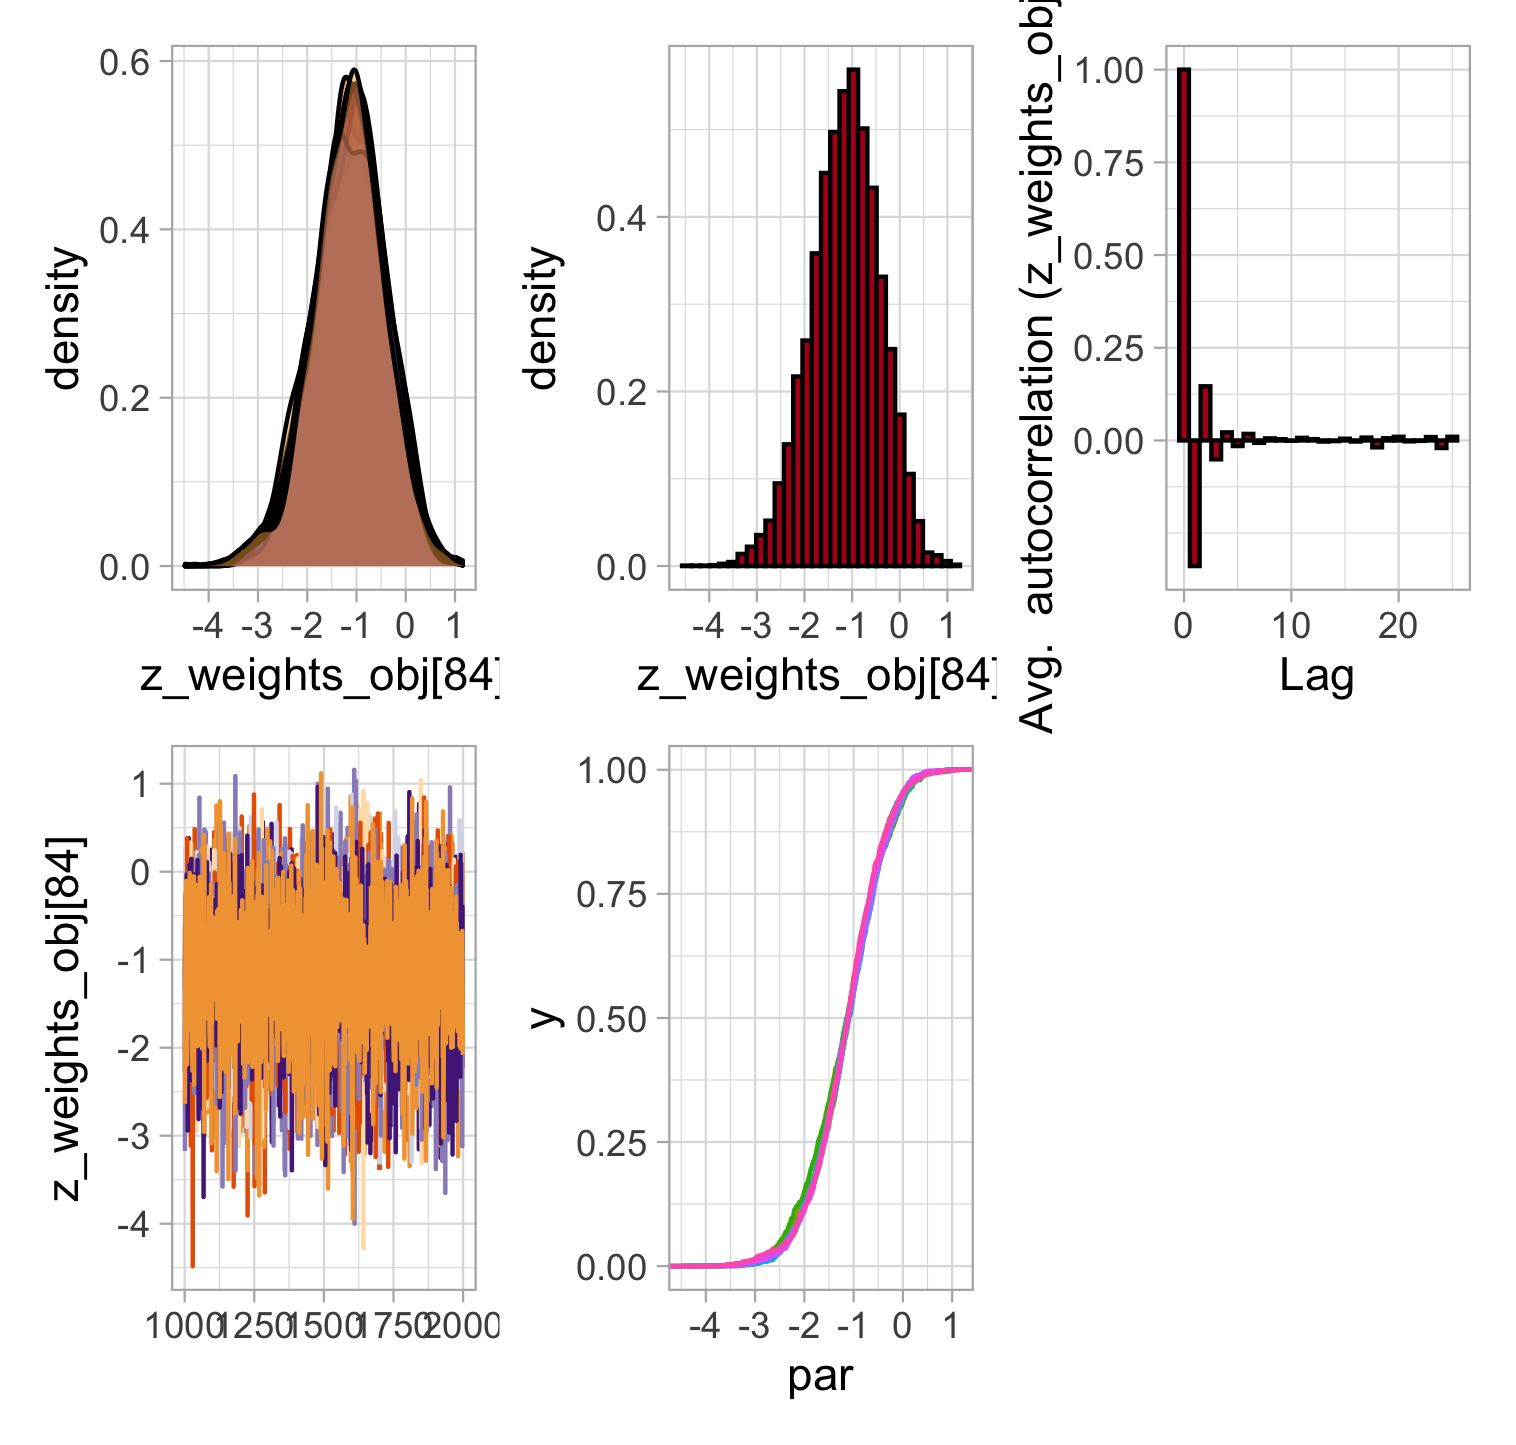 0.6
0.4
0.2
0.0
density
-4 -3 -2 -1 0 1
z_weights_obj[84]
0.4
0.2
0.0
density
-4 -3 -2 -1 0 1
z_weights_obj[84]
1.00
0.75
0.50
0.25
0.00
Avg. autocorrelation (z_weights_obj
0 10 20
Lag
1
0
-1
-2
-3
-4
z_weights_obj[84]
1000 1250 1500 1750 2000
1.00
0.75
0.50
0.25
0.00
y
-4 -3 -2 -1 0 1
par